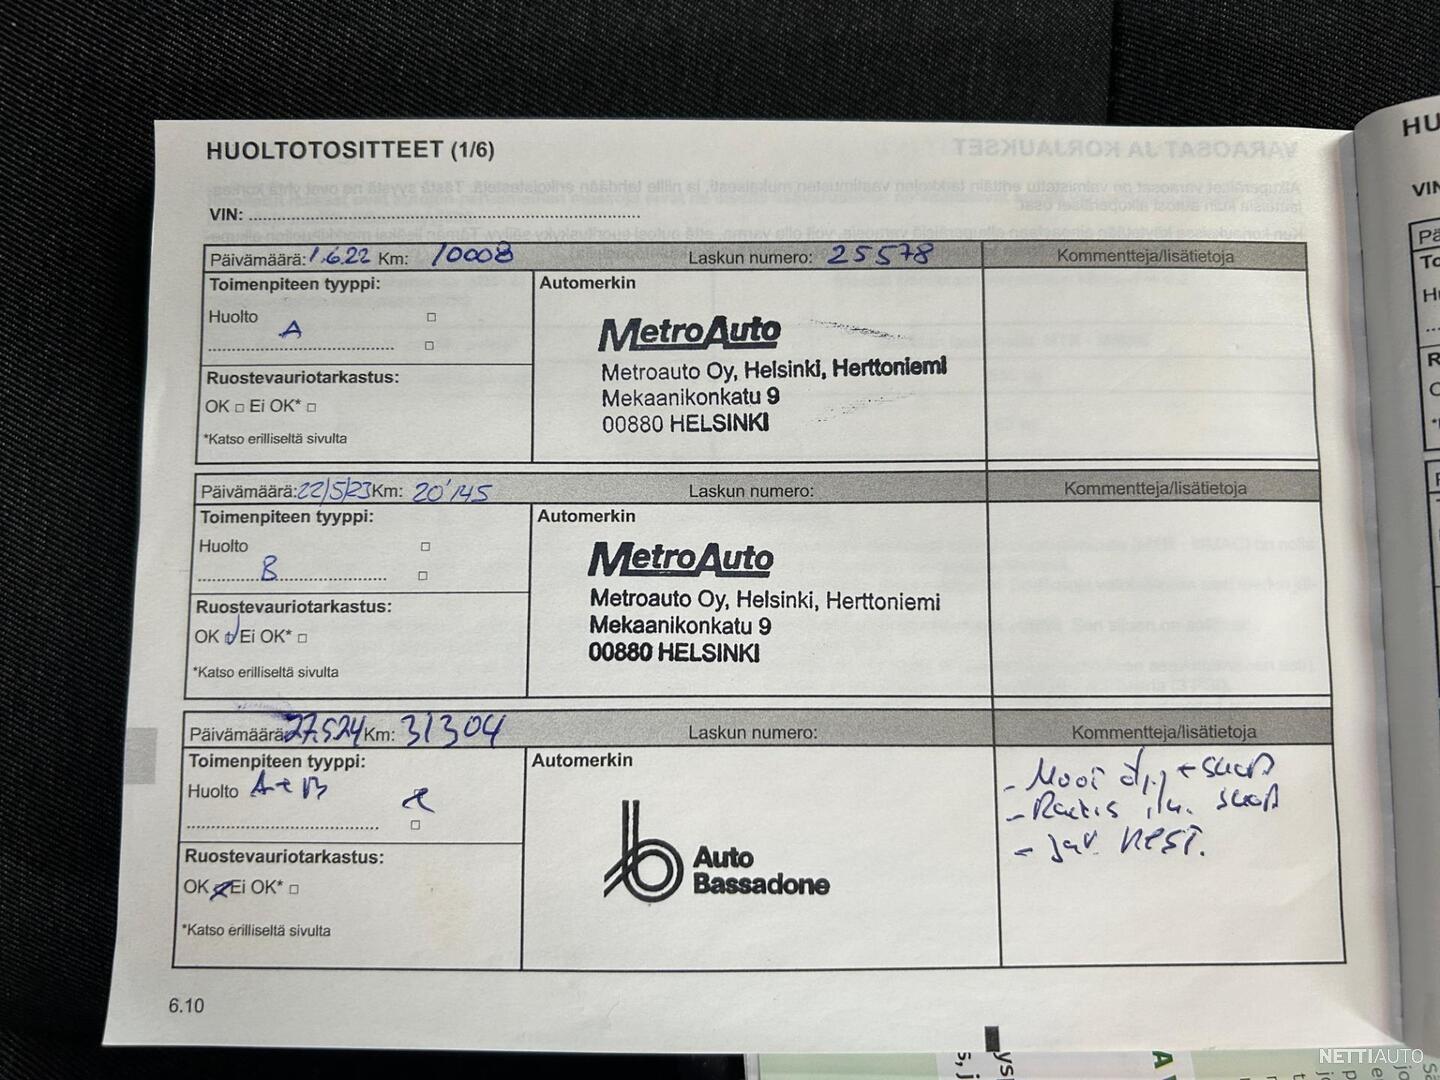 HUOLTOTOSITTEET (1/6)
VIN:
Päivämäärä: 1.6.22 Km: 10008 Laskun numero: 25578 Kommentteja/lisätietoja
Toimenpiteen tyyppi: Automerkin
Huolto
A
MetroAuto
Metroauto Oy, Helsinki, Herttoniemi
Mekaanikonkatu 9
00880 HELSINKI
Ruostevauriotarkastus:
OK □ Ei OK* □
*Katso erilliseltä sivulta
Päivämäärä: 22/5/23 Km: 20'145 Laskun numero: Kommentteja/lisätietoja
Toimenpiteen tyyppi: Automerkin
Huolto
B
MetroAuto
Metroauto Oy, Helsinki, Herttoniemi
Mekaanikonkatu 9
00880 HELSINKI
Ruostevauriotarkastus:
OK Ei OK* □
*Katso erilliseltä sivulta
Päivämäärä: 27.5.24 Km: 31304 Laskun numero: Kommentteja/lisätietoja
Toimenpiteen tyyppi: Automerkin
Huolto A+B
Auto
Bassadone
Ruostevauriotarkastus:
OK Ei OK* □
*Katso erilliseltä sivulta
- Jar. nest.
6.10
NETTIAUTO